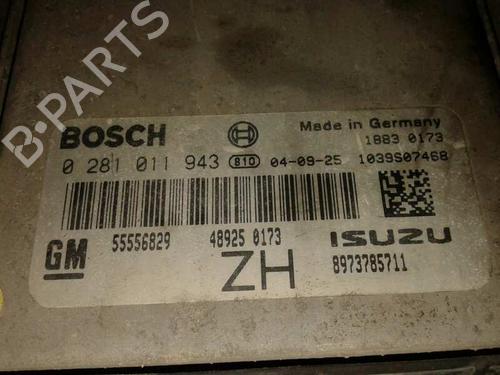 BOSCH Made in Germany
1883 0173
0 281 011 943 810 04-09-25 1039S07468
55556829 48925 0173 ISUZU
GM ZH 8973785711
B-PARTS